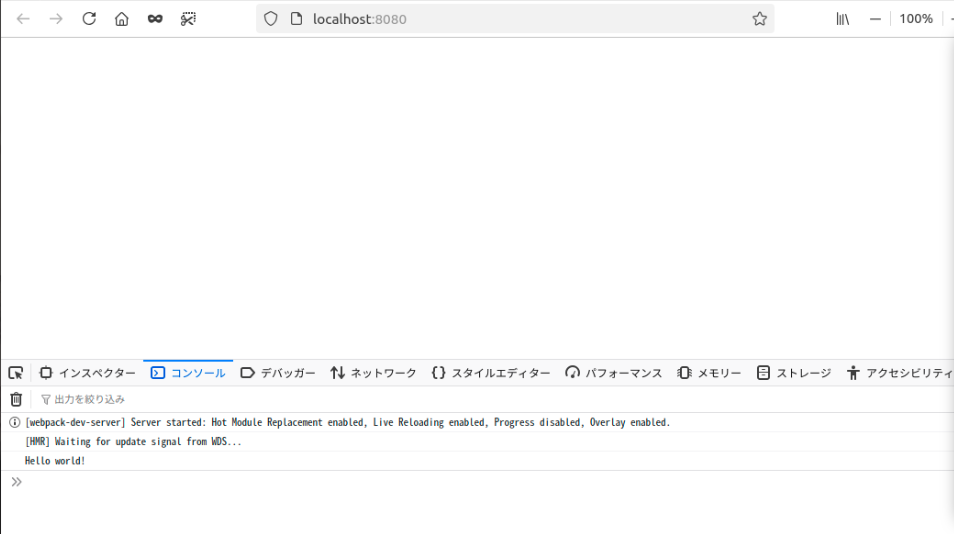 localhost:8080
100%
インスペクター コンソール デバッガー ネットワーク スタイルエディター パフォーマンス メモリー ストレージ アクセシビリティ
出力を絞り込み
[webpack-dev-server] Server started: Hot Module Replacement enabled, Live Reloading enabled, Progress disabled, Overlay enabled.
[HMR] Waiting for update signal from WDS...
Hello world!